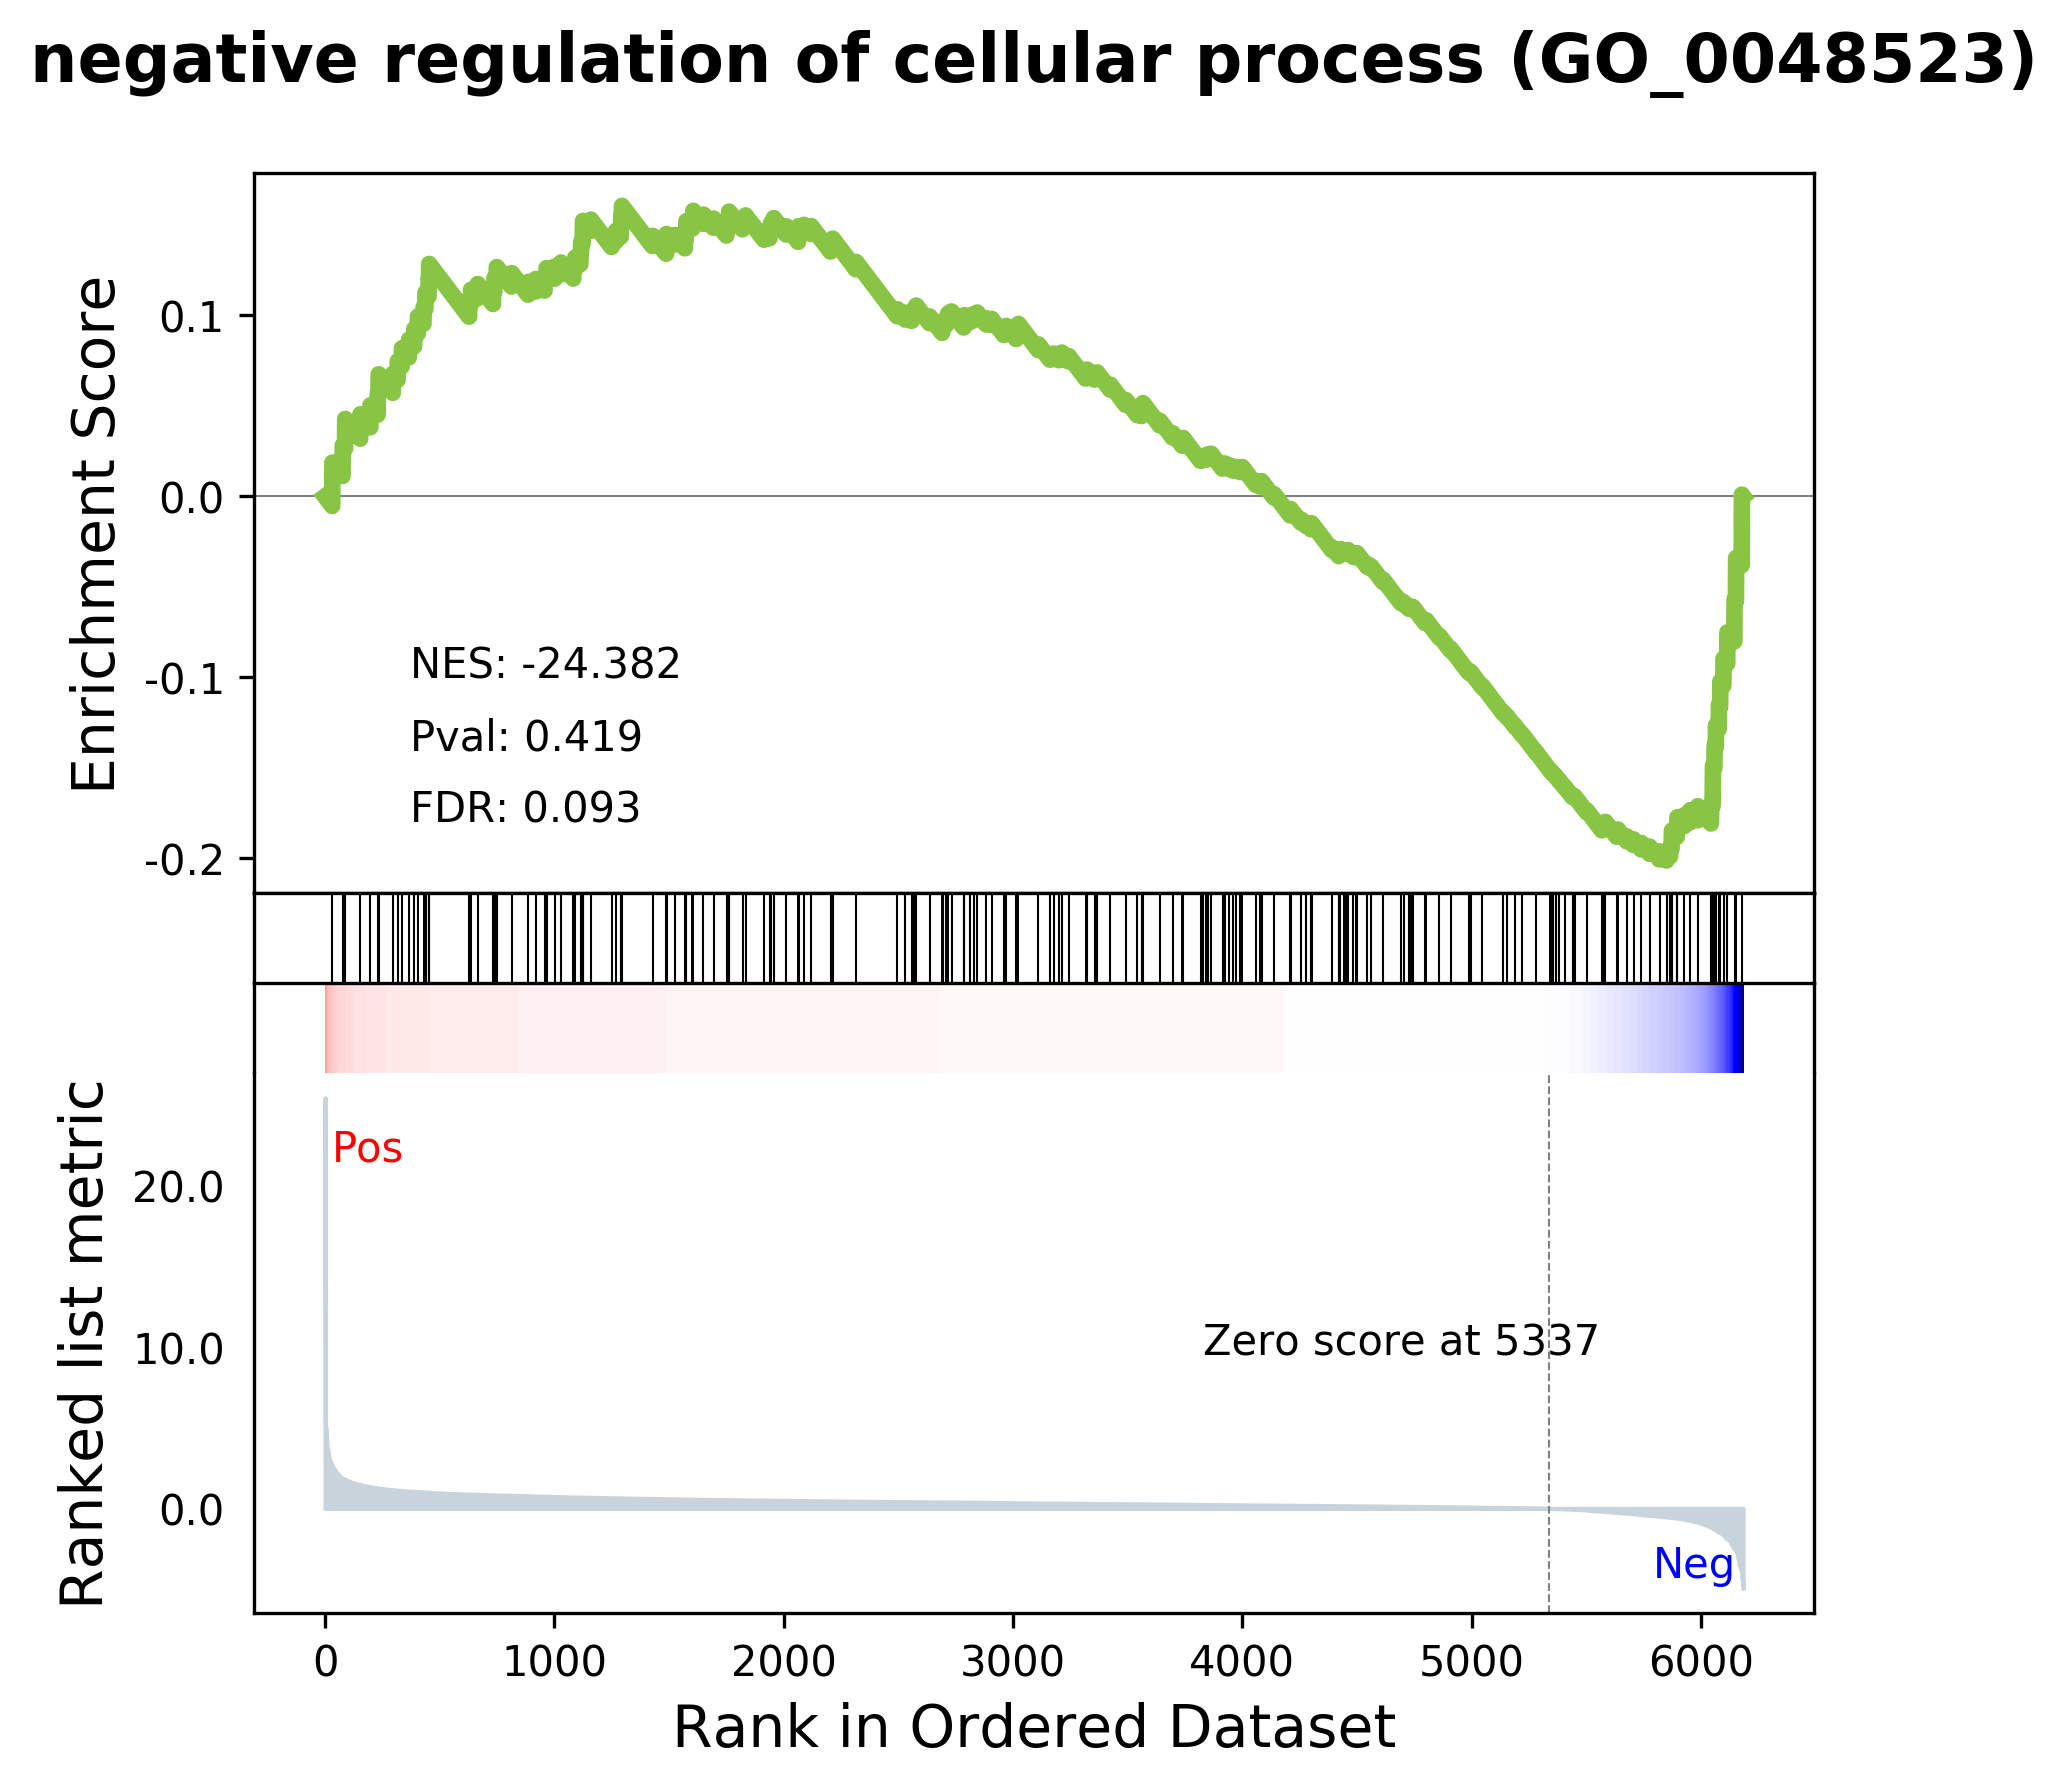 negative regulation of cellular process (GO_0048523)
Enrichment Score
0.1
0.0
-0.1
-0.2
NES: -24.382
Pval: 0.419
FDR: 0.093
Ranked list metric
20.0
10.0
0.0
Pos
Zero score at 5337
Neg
0 1000 2000 3000 4000 5000 6000
Rank in Ordered Dataset